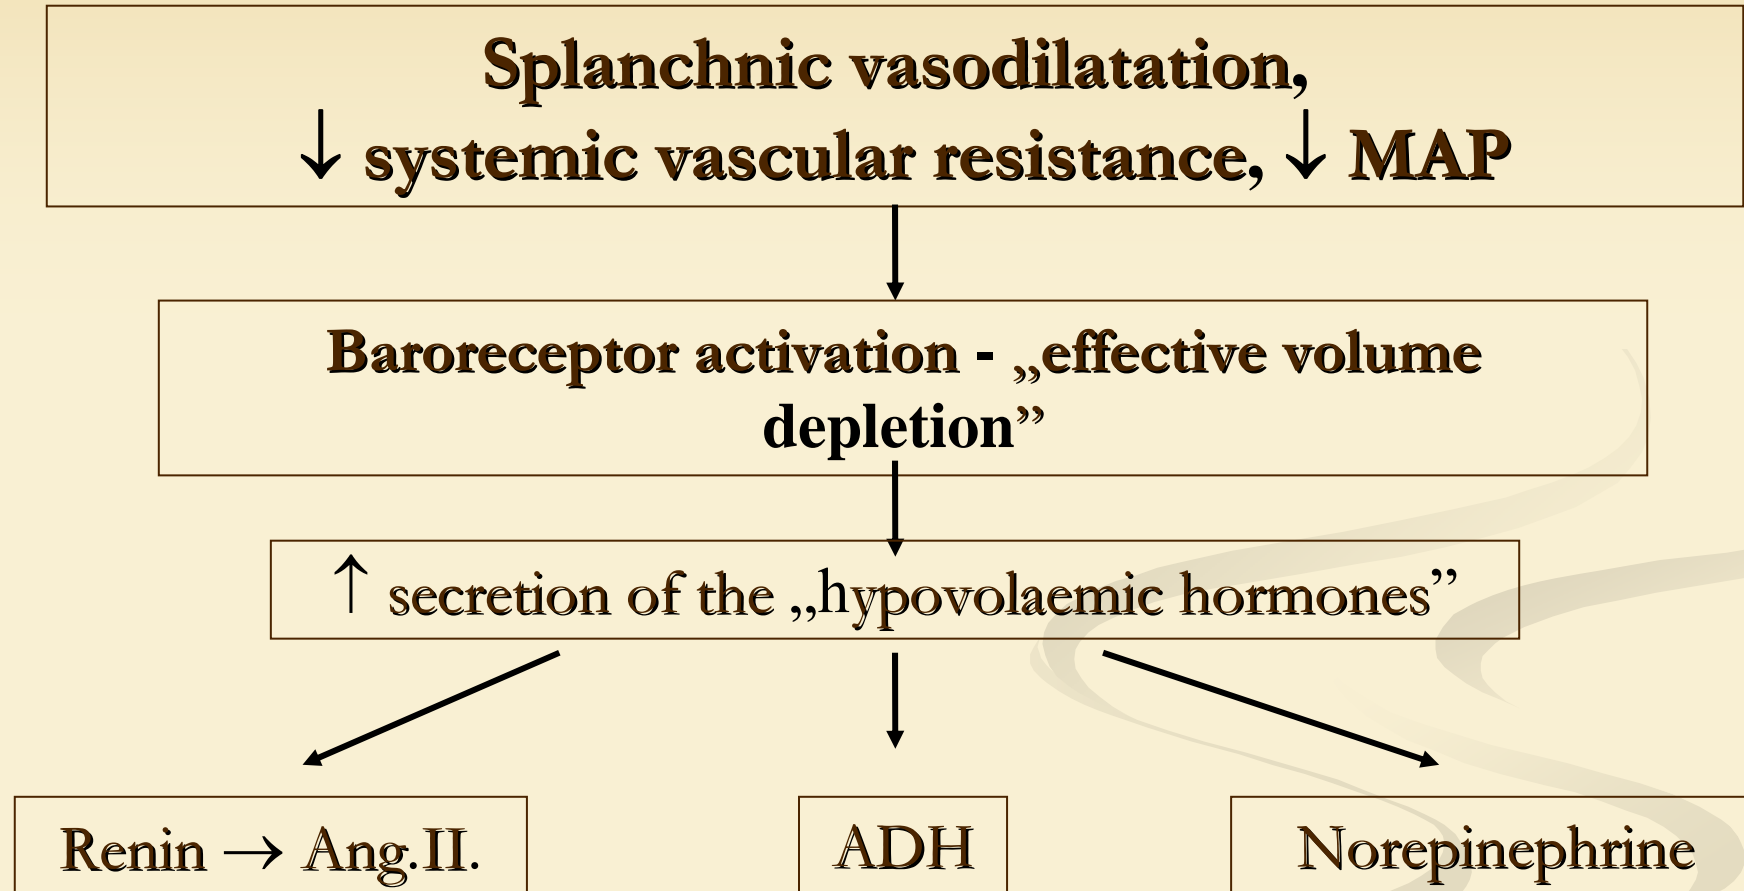 Splanchnic vasodilatation,
↓ systemic vascular resistance, ↓ MAP
Baroreceptor activation - „effective volume
depletion”
↑ secretion of the „hypovolaemic hormones”
Renin → Ang.II.
ADH
Norepinephrine